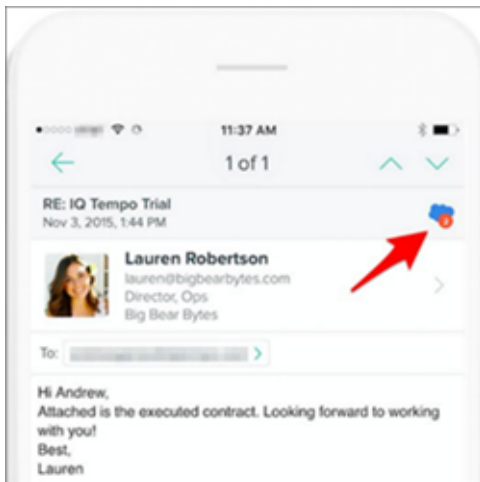 11:37 AM
1 of 1
RE: IQ Tempo Trial
Nov 3, 2015, 1:44 PM
Lauren Robertson
lauren@bigbearbytes.com
Director, Ops
Big Bear Bytes
To:
Hi Andrew,
Attached is the executed contract. Looking forward to working
with you!
Best,
Lauren